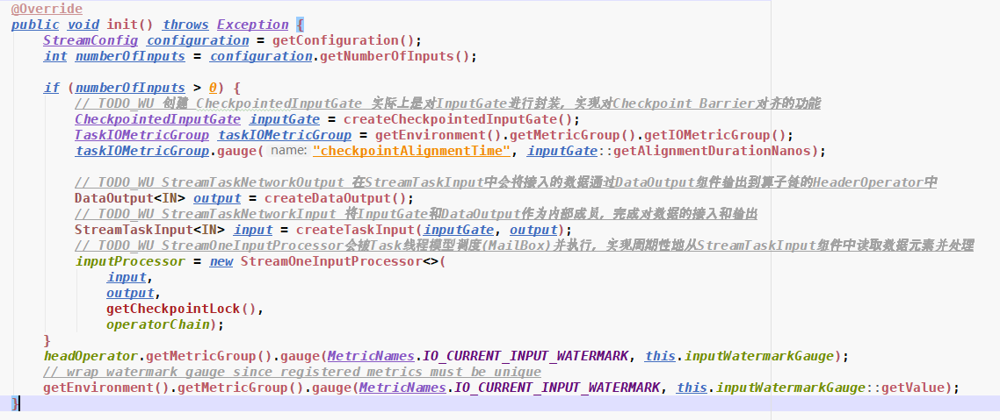 @Override
public void init() throws Exception {
    StreamConfig configuration = getConfiguration();
    int numberOfInputs = configuration.getNumberOfInputs();

    if (numberOfInputs > 0) {
        // TODO_WU 创建 CheckpointedInputGate 实际上是对InputGate进行封装, 实现对Checkpoint Barrier对齐的功能
        CheckpointedInputGate inputGate = createCheckpointedInputGate();
        TaskIOMetricGroup taskIOMetricGroup = getEnvironment().getMetricGroup().getIOMetricGroup();
        taskIOMetricGroup.gauge( name: "checkpointAlignmentTime", inputGate::getAlignmentDurationNanos);

        // TODO_WU StreamTaskNetworkOutput 在StreamTaskInput中会将接入的数据通过DataOutput组件输出到算子链的HeaderOperator中
        DataOutput<IN> output = createDataOutput();
        // TODO_WU StreamTaskNetworkInput 将InputGate和DataOutput作为内部成员, 完成对数据的接入和输出
        StreamTaskInput<IN> input = createTaskInput(inputGate, output);
        // TODO_WU StreamOneInputProcessor会被Task线程模型调度(MailBox)并执行, 实现周期性地从StreamTaskInput组件中读取数据元素并处理
        inputProcessor = new StreamOneInputProcessor<>(
            input,
            output,
            getCheckpointLock(),
            operatorChain);
    }
    headOperator.getMetricGroup().gauge(MetricNames.IO_CURRENT_INPUT_WATERMARK, this.inputWatermarkGauge);
    // wrap watermark gauge since registered metrics must be unique
    getEnvironment().getMetricGroup().gauge(MetricNames.IO_CURRENT_INPUT_WATERMARK, this.inputWatermarkGauge::getValue);
}